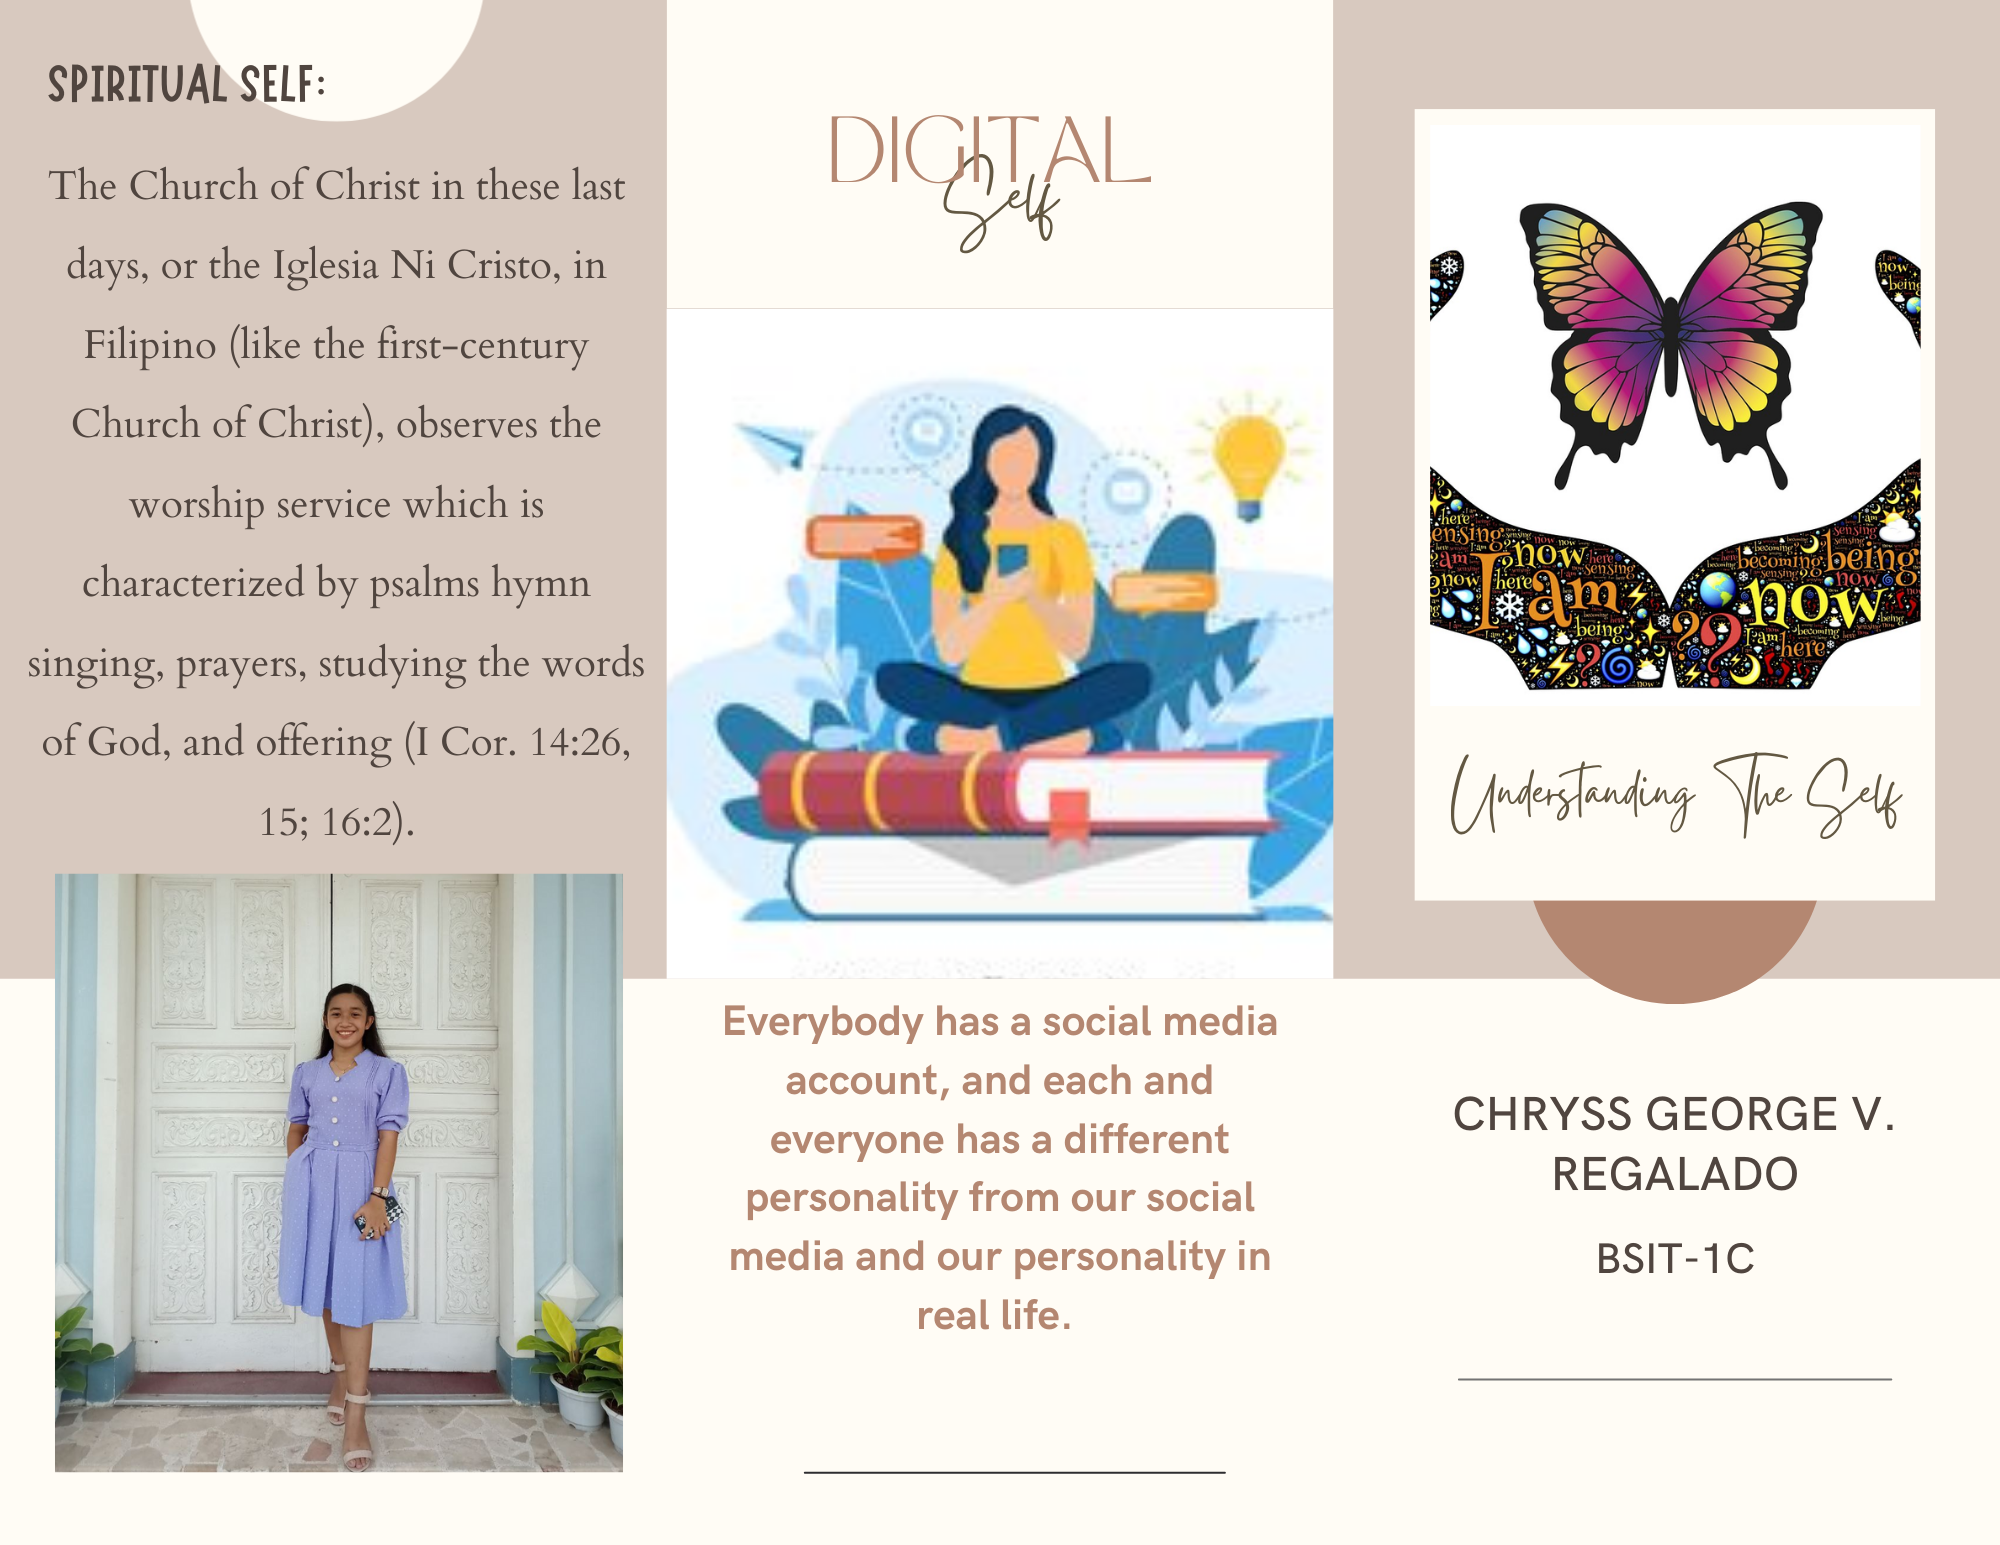 SPIRITUAL SELF:
The Church of Christ in these last
days, or the Iglesia Ni Cristo, in
Filipino (like the first-century
Church of Christ), observes the
worship service which is
characterized by psalms hymn
singing, prayers, studying the words
of God, and offering (I Cor. 14:26,
15; 16:2).
DIGITAL
Self
Everybody has a social media
account, and each and
everyone has a different
personality from our social
media and our personality in
real life.
I am
now
being
becoming
sensing
here
now
being
I am
here
Understanding The Self
CHRYSS GEORGE V.
REGALADO
BSIT-1C